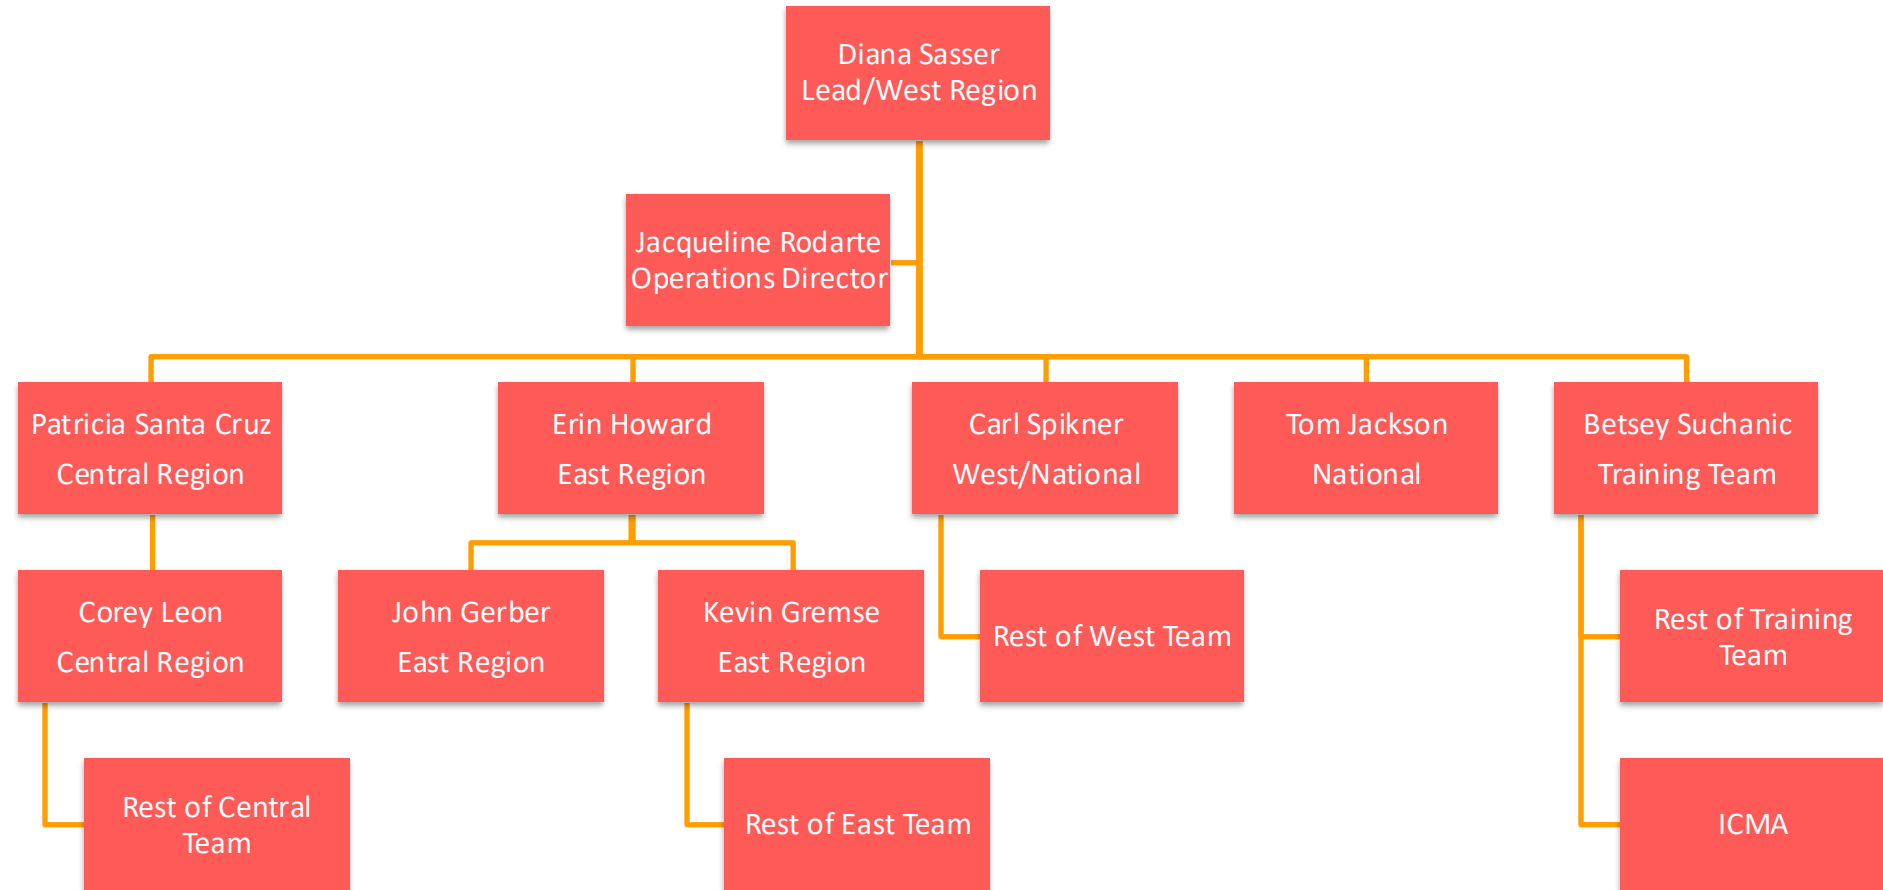 Diana Sasser
Lead/West Region
Jacqueline Rodarte
Operations Director
Patricia Santa Cruz
Central Region
Erin Howard
East Region
Carl Spikner
West/National
Tom Jackson
National
Betsey Suchanic
Training Team
Corey Leon
Central Region
John Gerber
East Region
Kevin Gremse
East Region
Rest of West Team
Rest of Training
Team
Rest of Central
Team
Rest of East Team
ICMA